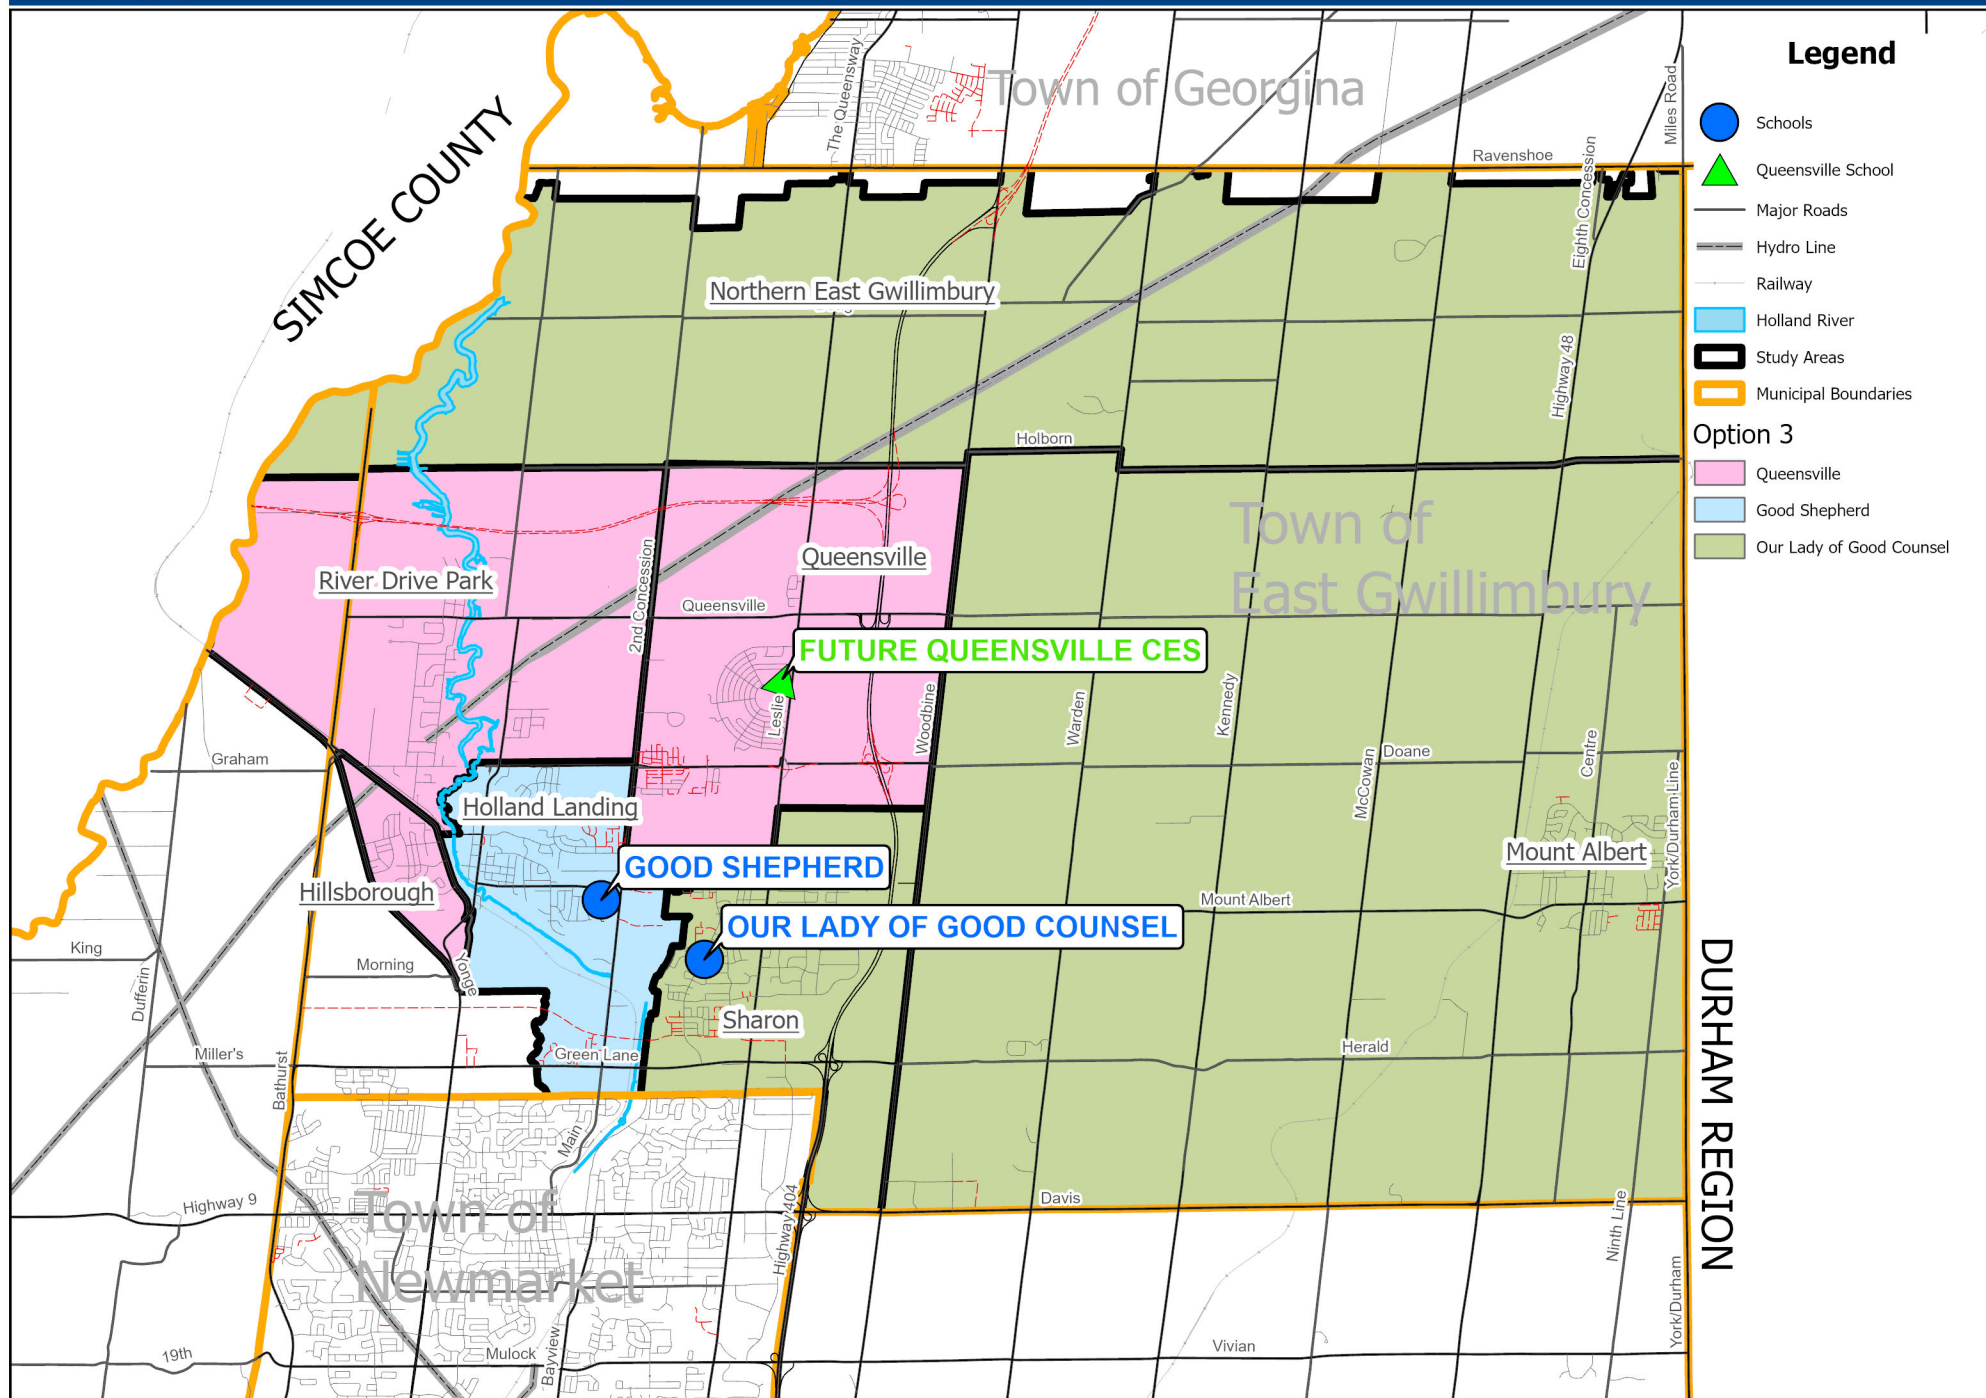 Legend
Schools
Queensville School
Major Roads
Hydro Line
Railway
Holland River
Study Areas
Municipal Boundaries
Option 3
Queensville
Good Shepherd
Our Lady of Good Counsel
Town of Georgina
The Queensway
Miles Road
Ravenshoe
Eighth Concession
SIMCOE COUNTY
Northern East Gwillimbury
Highway 48
Holborn
Town of
East Gwillimbury
River Drive Park
Queensville
2nd Concession
Queensville
FUTURE QUEENSVILLE CES
Leslie
Woodbine
Warden
Kennedy
McCowan
Doane
Centre
York/Durham Line
Graham
Holland Landing
Mount Albert
GOOD SHEPHERD
Hillsborough
Mount Albert
OUR LADY OF GOOD COUNSEL
King
Dufferin
Morning
Yonge
Sharon
Miller's
Green Lane
Herald
Bathurst
DURHAM REGION
Main
Highway 9
Town of
Newmarket
Highway 404
Davis
Ninth Line
York/Durham
19th
Mulock
Bayview
Vivian